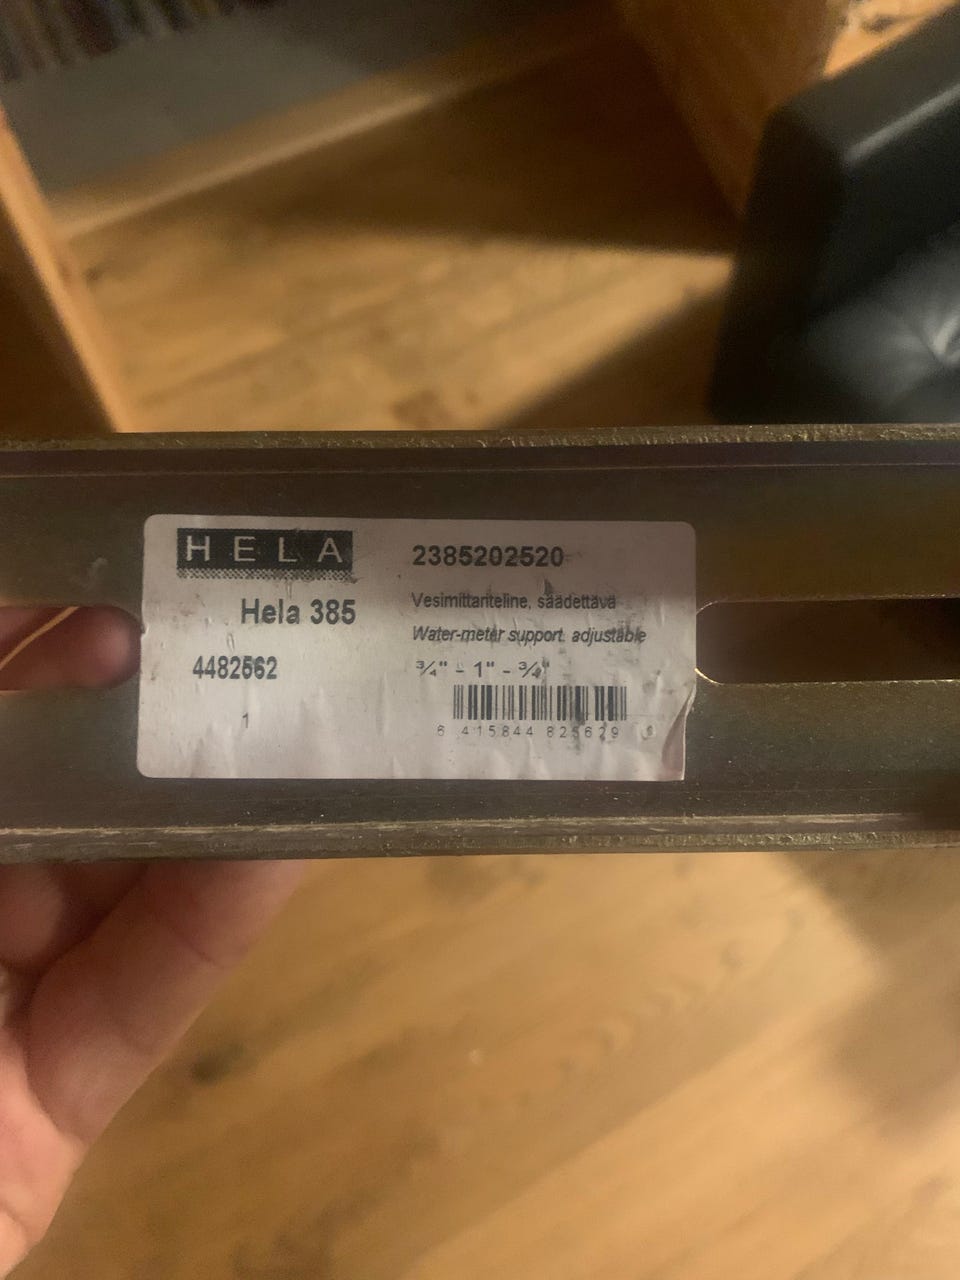 HELA
Hela 385
4482562
1
2385202520
Vesimittariteline, säädettävä
Water-meter support adjustable
¾" - 1" - ¾"
6 415844 825629